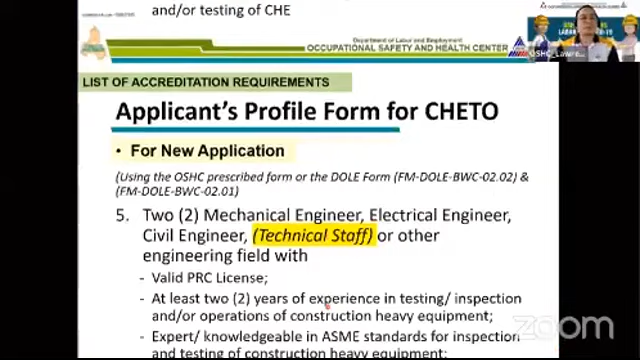 and/or testing of CHE
Department of Labor and Employment
OCCUPATIONAL SAFETY AND HEALTH CENTER
LIST OF ACCREDITATION REQUIREMENTS
Applicant's Profile Form for CHETO
• For New Application
(Using the OSHC prescribed form or the DOLE Form (FM-DOLE-BWC-02.02) &
(FM-DOLE-BWC-02.01)
5. Two (2) Mechanical Engineer, Electrical Engineer,
Civil Engineer, (Technical Staff) or other
engineering field with
- Valid PRC License;
- At least two (2) years of experience in testing/ inspection
and/or operations of construction heavy equipment;
- Expert/ knowledgeable in ASME standards for inspection
and testing of construction heavy equipment;
zoom